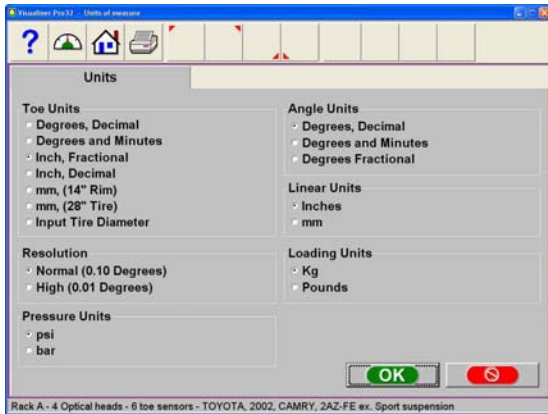 Visualiner Pro32 - Units of measure
Units
Toe Units
Degrees, Decimal
Degrees and Minutes
Inch, Fractional
Inch, Decimal
mm, (14" Rim)
mm, (28" Tire)
Input Tire Diameter
Resolution
Normal (0.10 Degrees)
High (0.01 Degrees)
Pressure Units
psi
bar
Angle Units
Degrees, Decimal
Degrees and Minutes
Degrees Fractional
Linear Units
Inches
mm
Loading Units
Kg
Pounds
OK
Rack A - 4 Optical heads - 6 toe sensors - TOYOTA, 2002, CAMRY, 2AZ-FE ex. Sport suspension